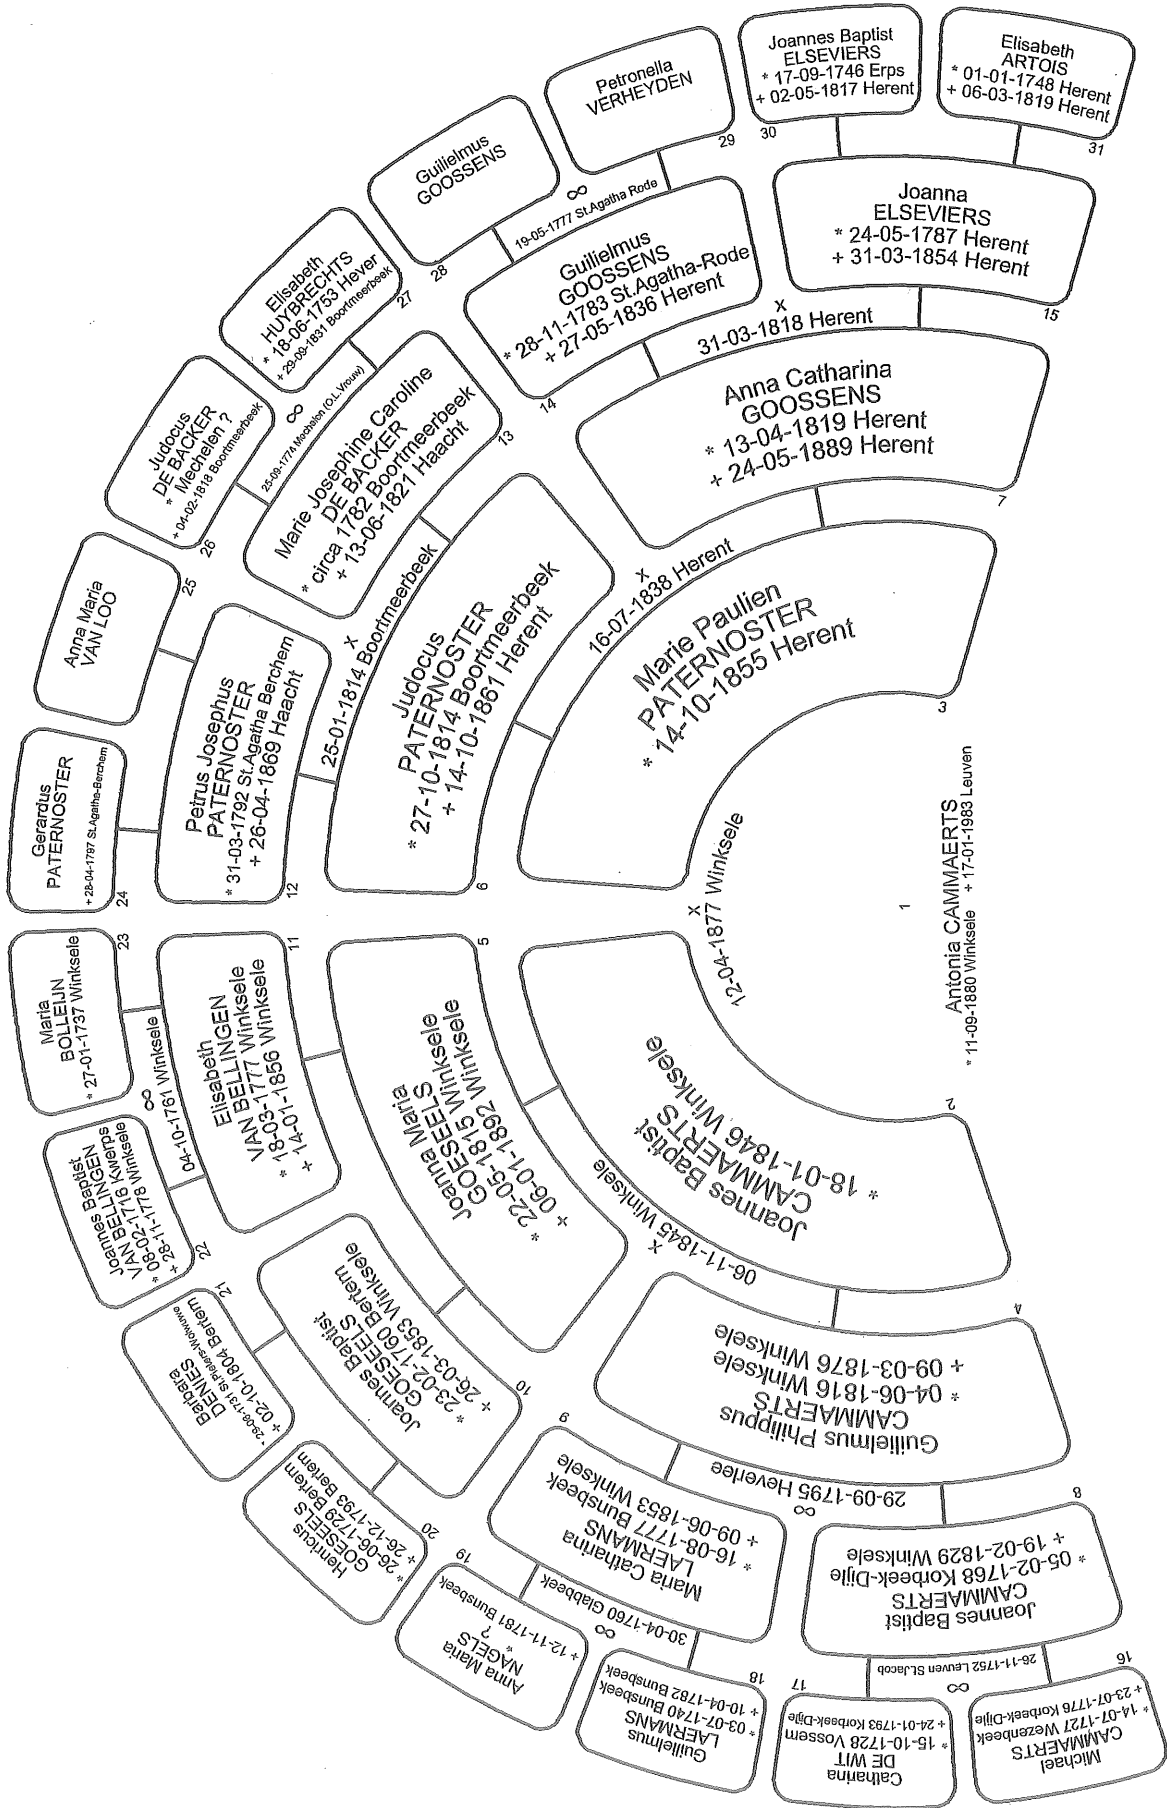 Antonia CAMMAERTS
* 11-09-1880 Winksele + 17-01-1983 Leuven
1
Joannes Baptist
CAMMAERTS
* 18-01-1846 Winksele
2
x
12-04-1877 Winksele
Marie Paulien
PATERNOSTER
* 14-10-1855 Herent
3
Guilielmus Philippus
CAMMAERTS
* 04-06-1816 Winksele
+ 09-03-1876 Winksele
4
x
06-11-1845 Winksele
Joanna Maria
GOESEELS
* 22-05-1815 Winksele
+ 06-01-1892 Winksele
5
Judocus
PATERNOSTER
* 27-10-1814 Boortmeerbeek
+ 14-10-1861 Herent
6
x
16-07-1838 Herent
Anna Catharina
GOOSSENS
* 13-04-1819 Herent
+ 24-05-1889 Herent
7
Joannes Baptist
CAMMAERTS
* 05-02-1768 Korbeek-Dijle
+ 19-02-1829 Winksele
8
∞
29-09-1795 Heverlee
Maria Catharina
LAERMANS
* 16-08-1777 Bunsbeek
+ 09-06-1853 Winksele
9
Joannes Baptist
GOESEELS
* 23-02-1760 Bertem
+ 26-03-1853 Winksele
10
Elisabeth
VAN BELLINGEN
* 18-03-1777 Winksele
+ 14-01-1856 Winksele
11
Petrus Josephus
PATERNOSTER
* 31-03-1792 St.Agatha Berchem
+ 26-04-1869 Haacht
12
x
25-01-1814 Boortmeerbeek
Marie Josephine Caroline
DE BACKER
* circa 1782 Boortmeerbeek
+ 13-06-1821 Haacht
13
Guilielmus
GOOSSENS
* 28-11-1783 St.Agatha-Rode
+ 27-05-1836 Herent
14
x
31-03-1818 Herent
Joanna
ELSEVIERS
* 24-05-1787 Herent
+ 31-03-1854 Herent
15
Michael
CAMMAERTS
* 14-07-1727 Wezenbeek
+ 23-07-1776 Korbeek-Dijle
16
∞
26-11-1752 Leuven St.Jacob
Catharina
DE WIT
* 15-10-1728 Vossem
+ 24-01-1793 Korbeek-Dijle
17
Guilielmus
LAERMANS
* 03-07-1740 Bunsbeek
+ 10-04-1782 Bunsbeek
18
∞
30-04-1760 Glabbeek
Anna Maria
NAGELS
* ?
+ 12-11-1781 Bunsbeek
19
Henricus
GOESEELS
* 26-06-1729 Bertem
+ 26-12-1793 Bertem
20
Barbara
DENIES
* 29-08-1731 St.Pieters-Woluwe
+ 02-10-1804 Bertem
21
Joannes Baptist
VAN BELLINGEN
* 08-02-1716 Kwerps
+ 28-11-1778 Winksele
22
∞
04-10-1761 Winksele
Maria
BOLLEIJN
* 27-01-1737 Winksele
23
Gerardus
PATERNOSTER
+ 28-04-1797 St.Agatha-Berchem
24
Anna Maria
VAN LOO
25
Judocus
DE BACKER
* Mechelen ?
+ 04-02-1818 Boortmeerbeek
26
∞
25-09-1774 Mechelen (O.L.Vrouw)
Elisabeth
HUYBRECHTS
* 18-06-1753 Hever
+ 29-09-1831 Boortmeerbeek
27
Guilielmus
GOOSSENS
28
∞
19-05-1777 St.Agatha Rode
Petronella
VERHEYDEN
29
Joannes Baptist
ELSEVIERS
* 17-09-1746 Erps
+ 02-05-1817 Herent
30
Elisabeth
ARTOIS
* 01-01-1748 Herent
+ 06-03-1819 Herent
31